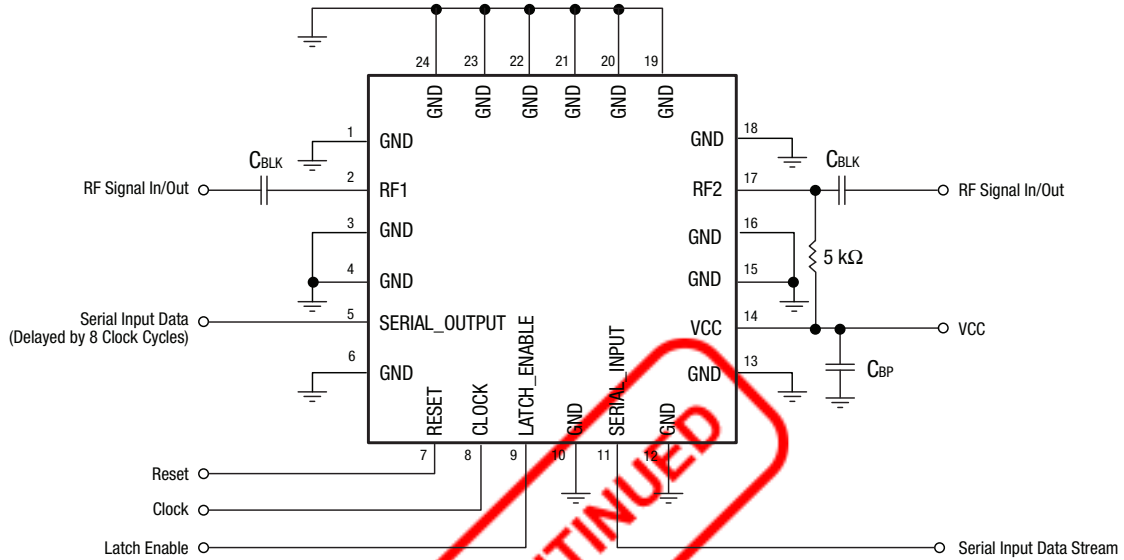 24 23 22 21 20 19
GND GND GND GND GND GND
1 GND
GND 18
CBLK
CBLK
RF Signal In/Out 2 RF1
RF2 17 RF Signal In/Out
3 GND
GND 16
5 kΩ
4 GND
GND 15
Serial Input Data
(Delayed by 8 Clock Cycles)
5 SERIAL_OUTPUT
VCC 14 VCC
6 GND
GND 13
CBP
RESET CLOCK LATCH_ENABLE GND SERIAL_INPUT GND
7 8 9 10 11 12
Reset
Clock
Latch Enable
Serial Input Data Stream
TINUED